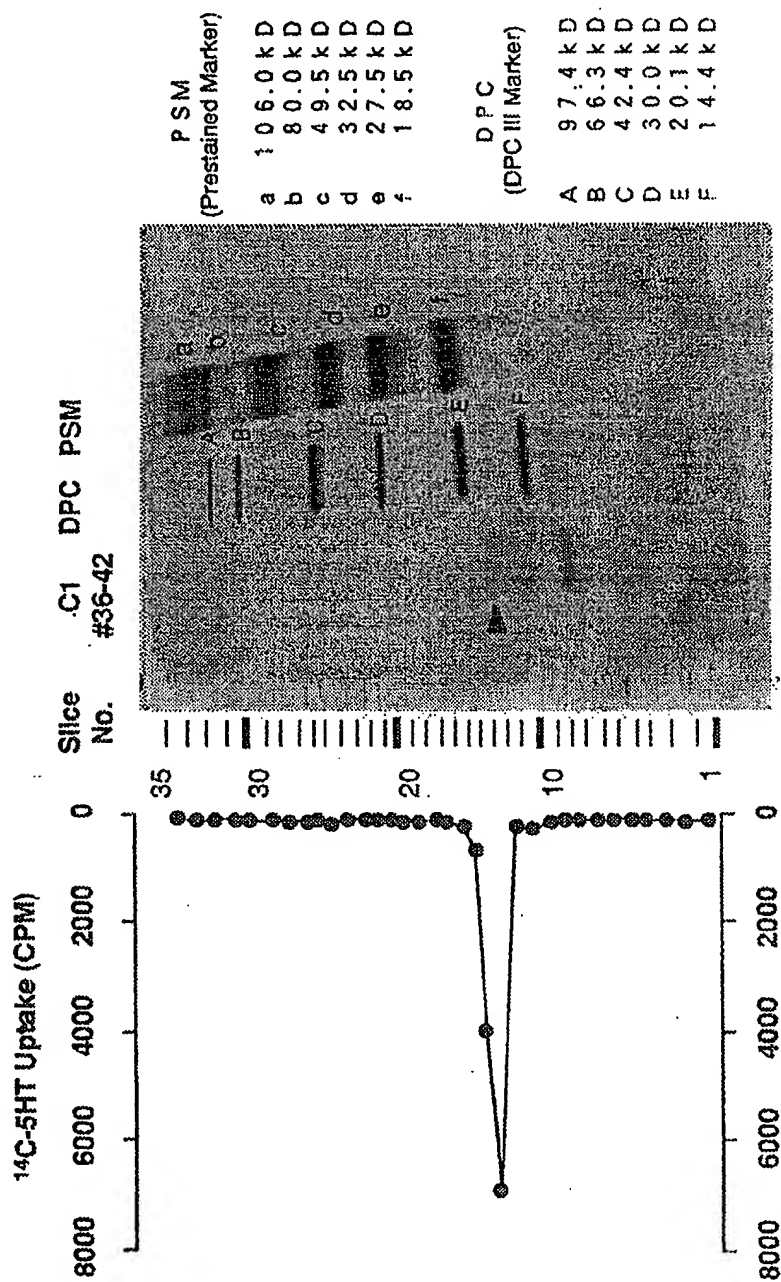 ¹⁴C-5HT Uptake (CPM)
8000
6000
4000
2000
0
8000
6000
4000
2000
0
Slice
No.
35
30
20
10
1
C1
#36-42
DPC
PSM
A
B
C
D
E
F
a
b
c
d
e
f
PSM
(Prestained Marker)
a 106.0 kD
b 80.0 kD
c 49.5 kD
d 32.5 kD
e 27.5 kD
f 18.5 kD
DPC
(DPC III Marker)
A 97.4 kD
B 66.3 kD
C 42.4 kD
D 30.0 kD
E 20.1 kD
F 14.4 kD